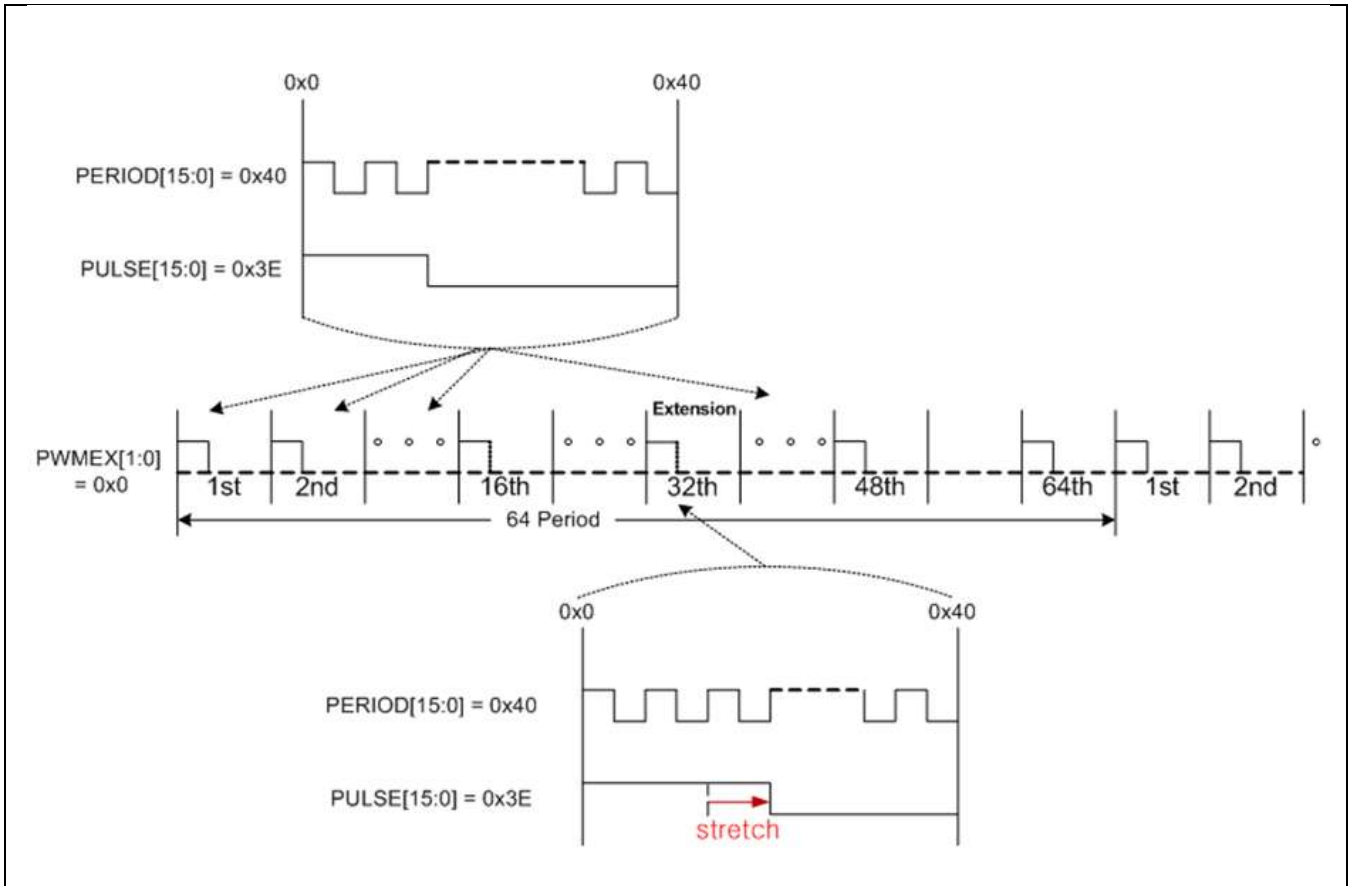 0x0 0x40
PERIOD[15:0] = 0x40
PULSE[15:0] = 0x3E
Extension
PWMEX[1:0]
= 0x0
1st 2nd 16th 32th 48th 64th 1st 2nd
64 Period
0x0 0x40
PERIOD[15:0] = 0x40
PULSE[15:0] = 0x3E
stretch